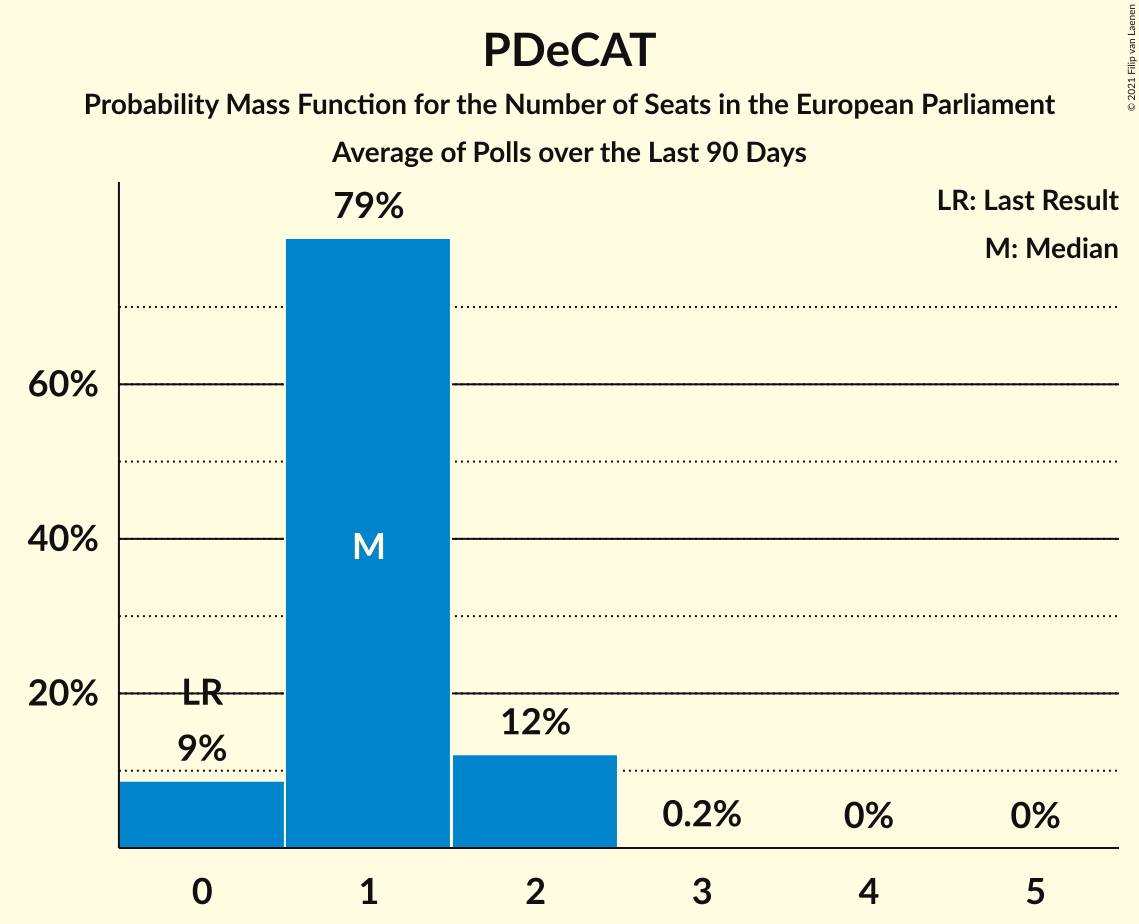 PDeCAT
Probability Mass Function for the Number of Seats in the European Parliament
Average of Polls over the Last 90 Days
© 2021 Filip van Laenen
LR: Last Result
M: Median
79%
60%
40%
M
20%
LR
9%
12%
0.2%
0%
0%
0 1 2 3 4 5